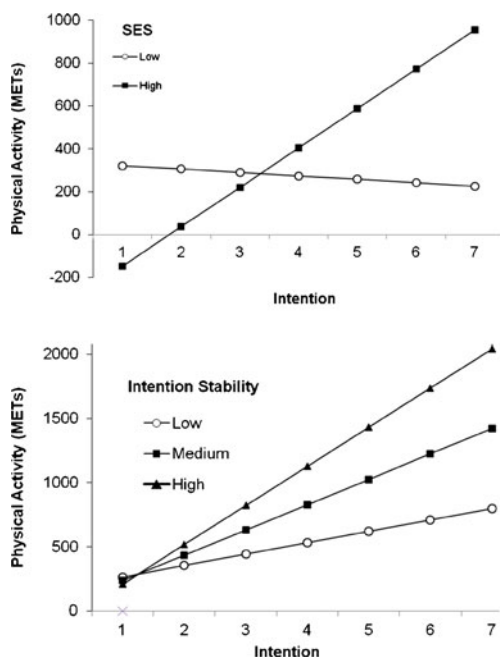 1000
SES
Low
800
High
600
400
200
0
-200
1 2 3 4 5 6 7
Physical Activity (METs)
Intention
2000
Intention Stability
Low
1500
Medium
High
1000
500
0
1 2 3 4 5 6 7
Physical Activity (METs)
Intention